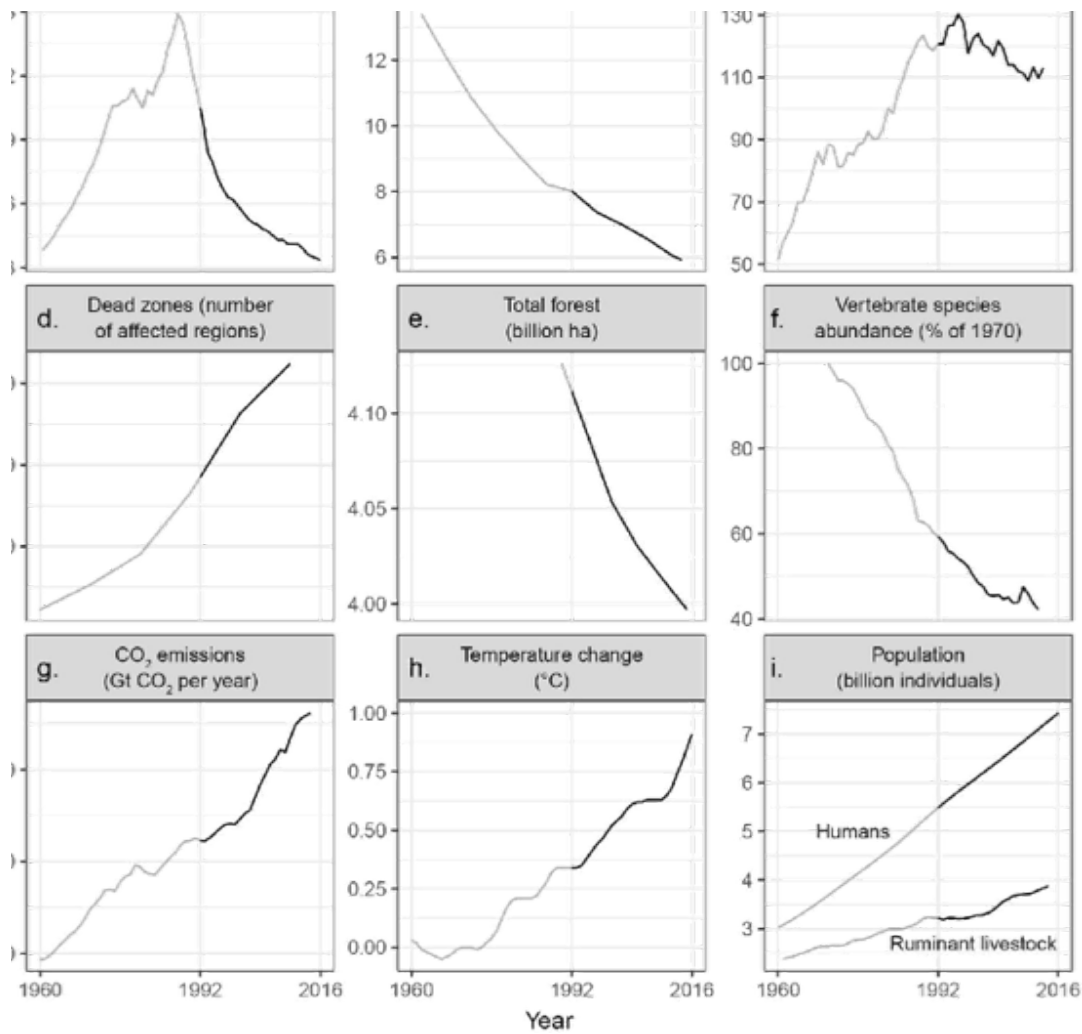 12
10
8
6
130
110
90
70
50
d. Dead zones (number
of affected regions)
e. Total forest
(billion ha)
f. Vertebrate species
abundance (% of 1970)
4.10
4.05
4.00
100
80
60
40
g. CO₂ emissions
(Gt CO₂ per year)
h. Temperature change
(°C)
i. Population
(billion individuals)
1.00
0.75
0.50
0.25
0.00
7
6
5
4
3
Humans
Ruminant livestock
1960 1992 2016
1960 1992 2016
1960 1992 2016
Year